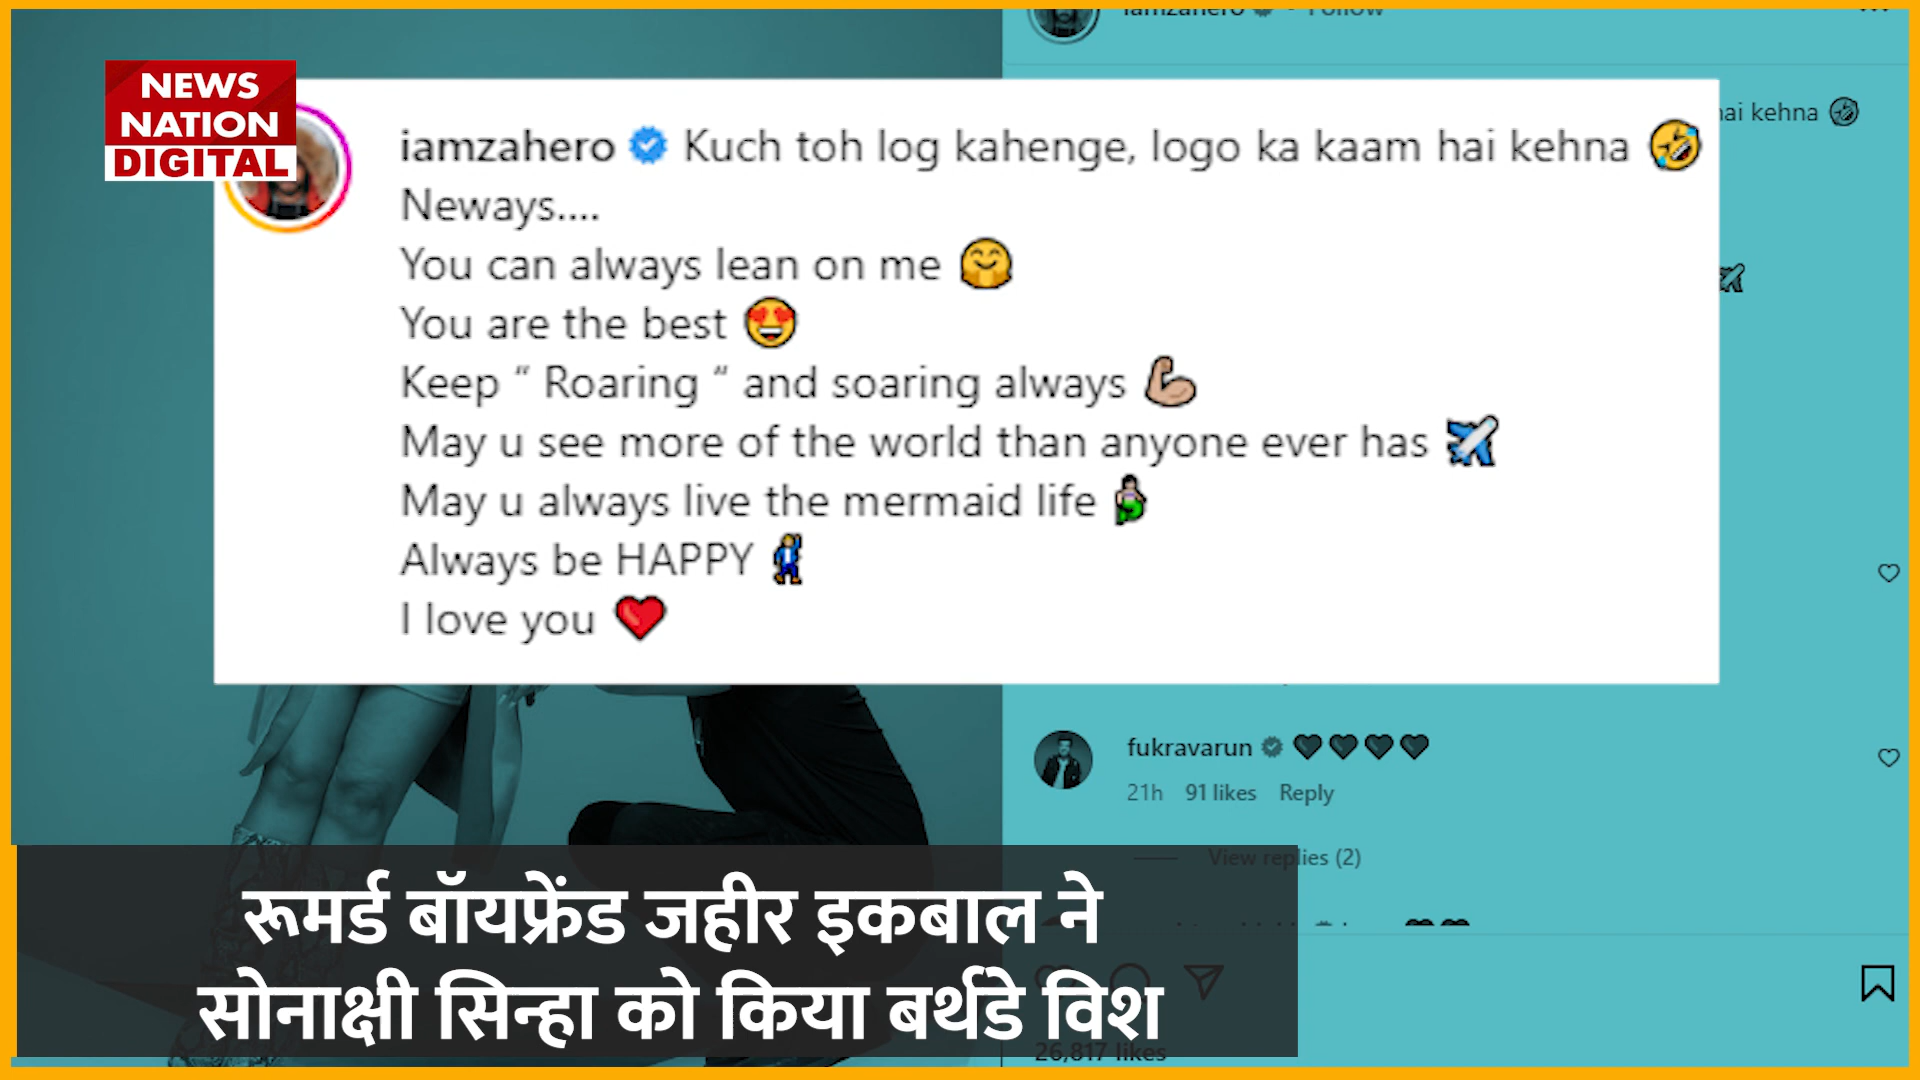 iamzahero Follow
NEWS
NATION
DIGITAL
iamzahero Kuch toh log kahenge, logo ka kaam hai kehna 🤣
Neways....
You can always lean on me 🤗
You are the best 😍
Keep “ Roaring “ and soaring always 💪🏼
May u see more of the world than anyone ever has ✈️
May u always live the mermaid life 🧜🏻‍♀️
Always be HAPPY 🕺🏼
I love you ❤️
hai kehna 🤣
✈️
fukravarun 🖤🖤🖤🖤
21h 91 likes Reply
View replies (2)
रूमर्ड बॉयफ्रेंड जहीर इकबाल ने
सोनाक्षी सिन्हा को किया बर्थडे विश
26,817 likes